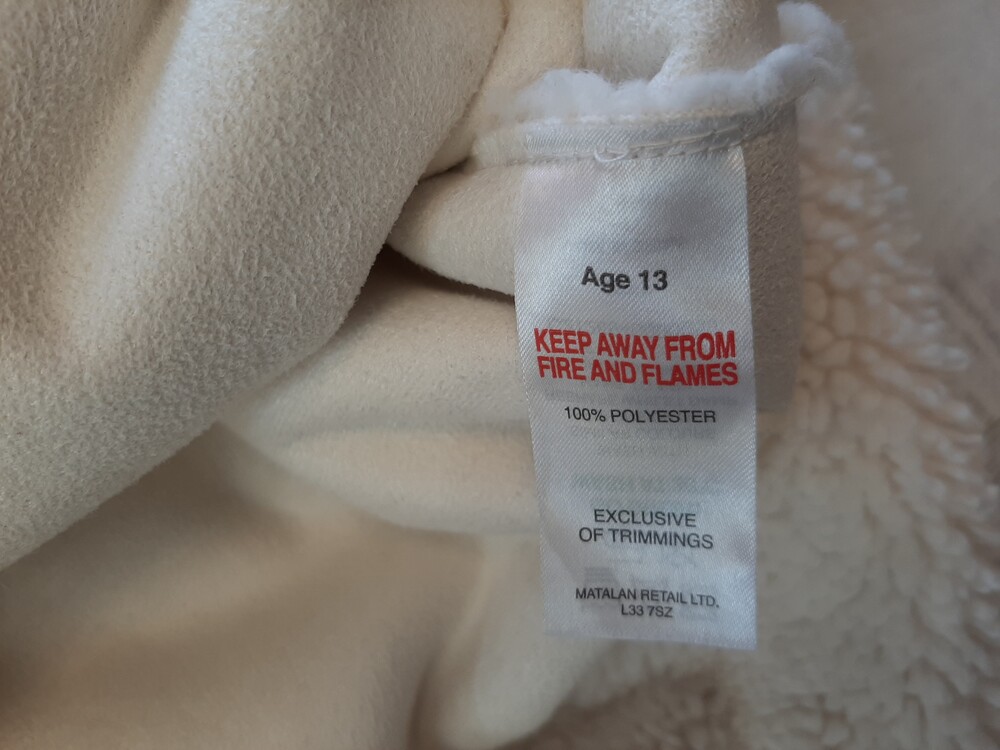 Age 13
KEEP AWAY FROM
FIRE AND FLAMES
100% POLYESTER
EXCLUSIVE
OF TRIMMINGS
MATALAN RETAIL LTD.
L33 7SZ